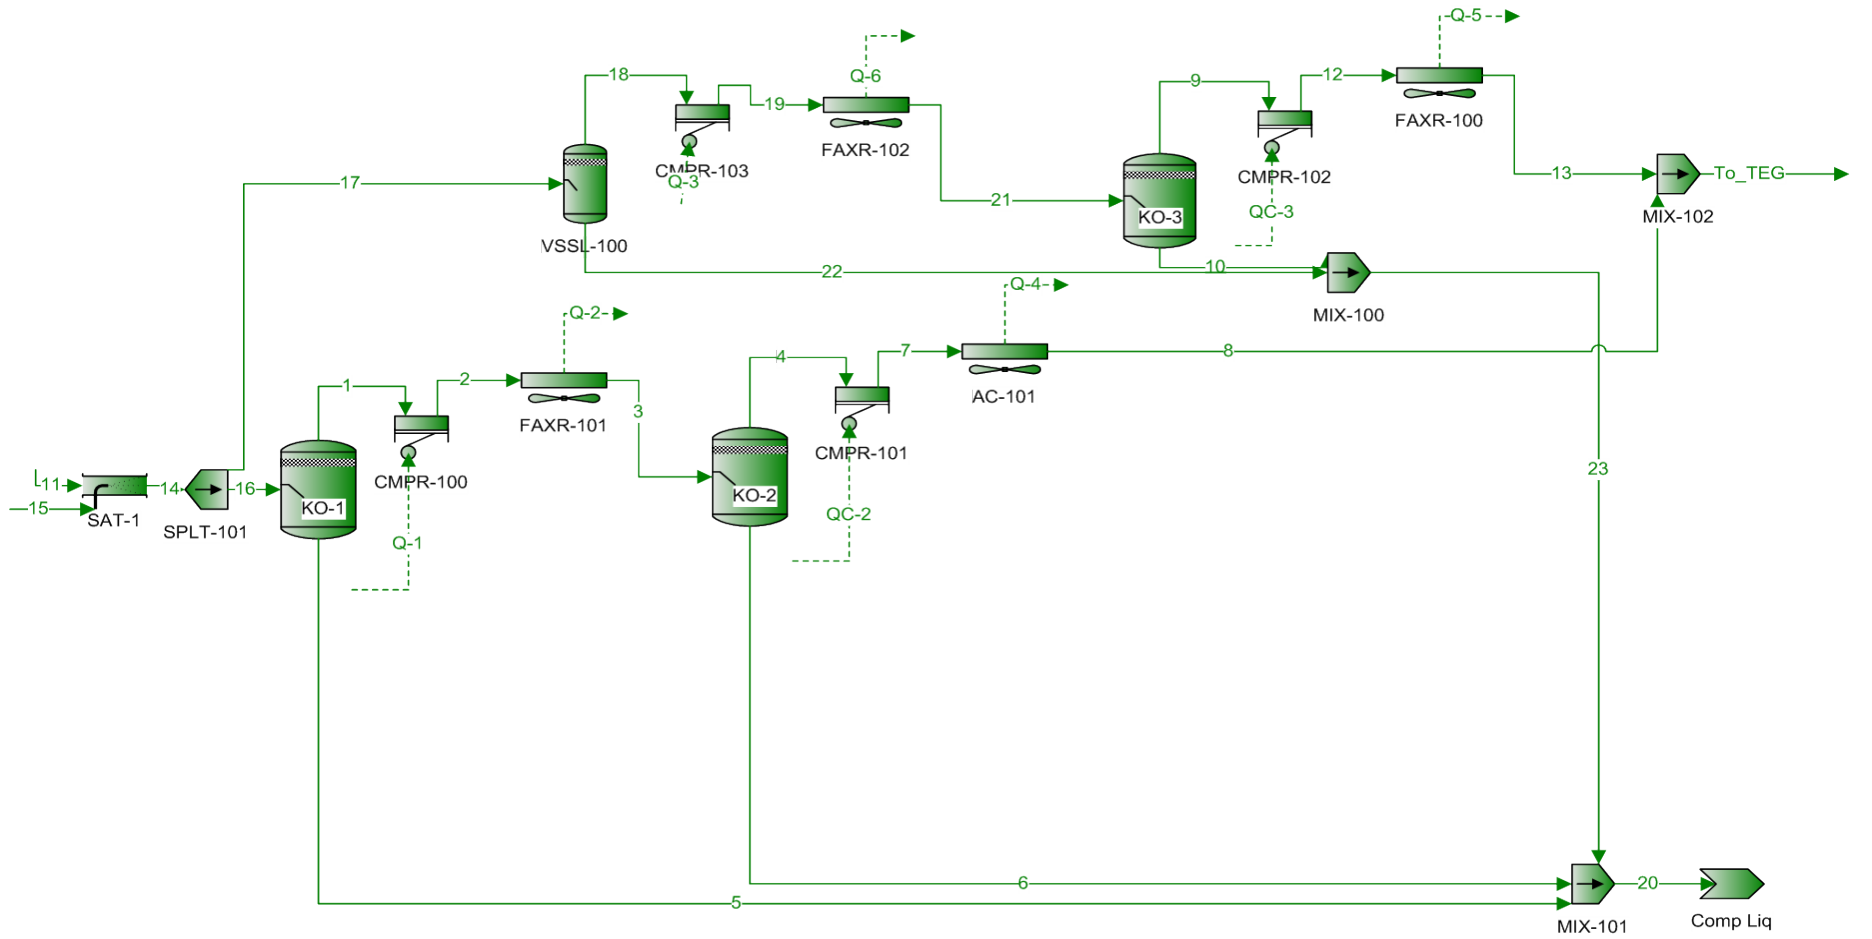 Q-5
18
Q-6
9
12
19
FAXR-100
CMPR-103
FAXR-102
CMPR-102
17
Q-3
21
KO-3
13
To_TEG
QC-3
MIX-102
VSSL-100
22
10
Q-4
MIX-100
Q-2
4
7
8
1
2
AC-101
3
FAXR-101
CMPR-101
23
CMPR-100
11
14
16
KO-2
15
SAT-1
KO-1
QC-2
SPLT-101
Q-1
6
20
5
Comp Liq
MIX-101